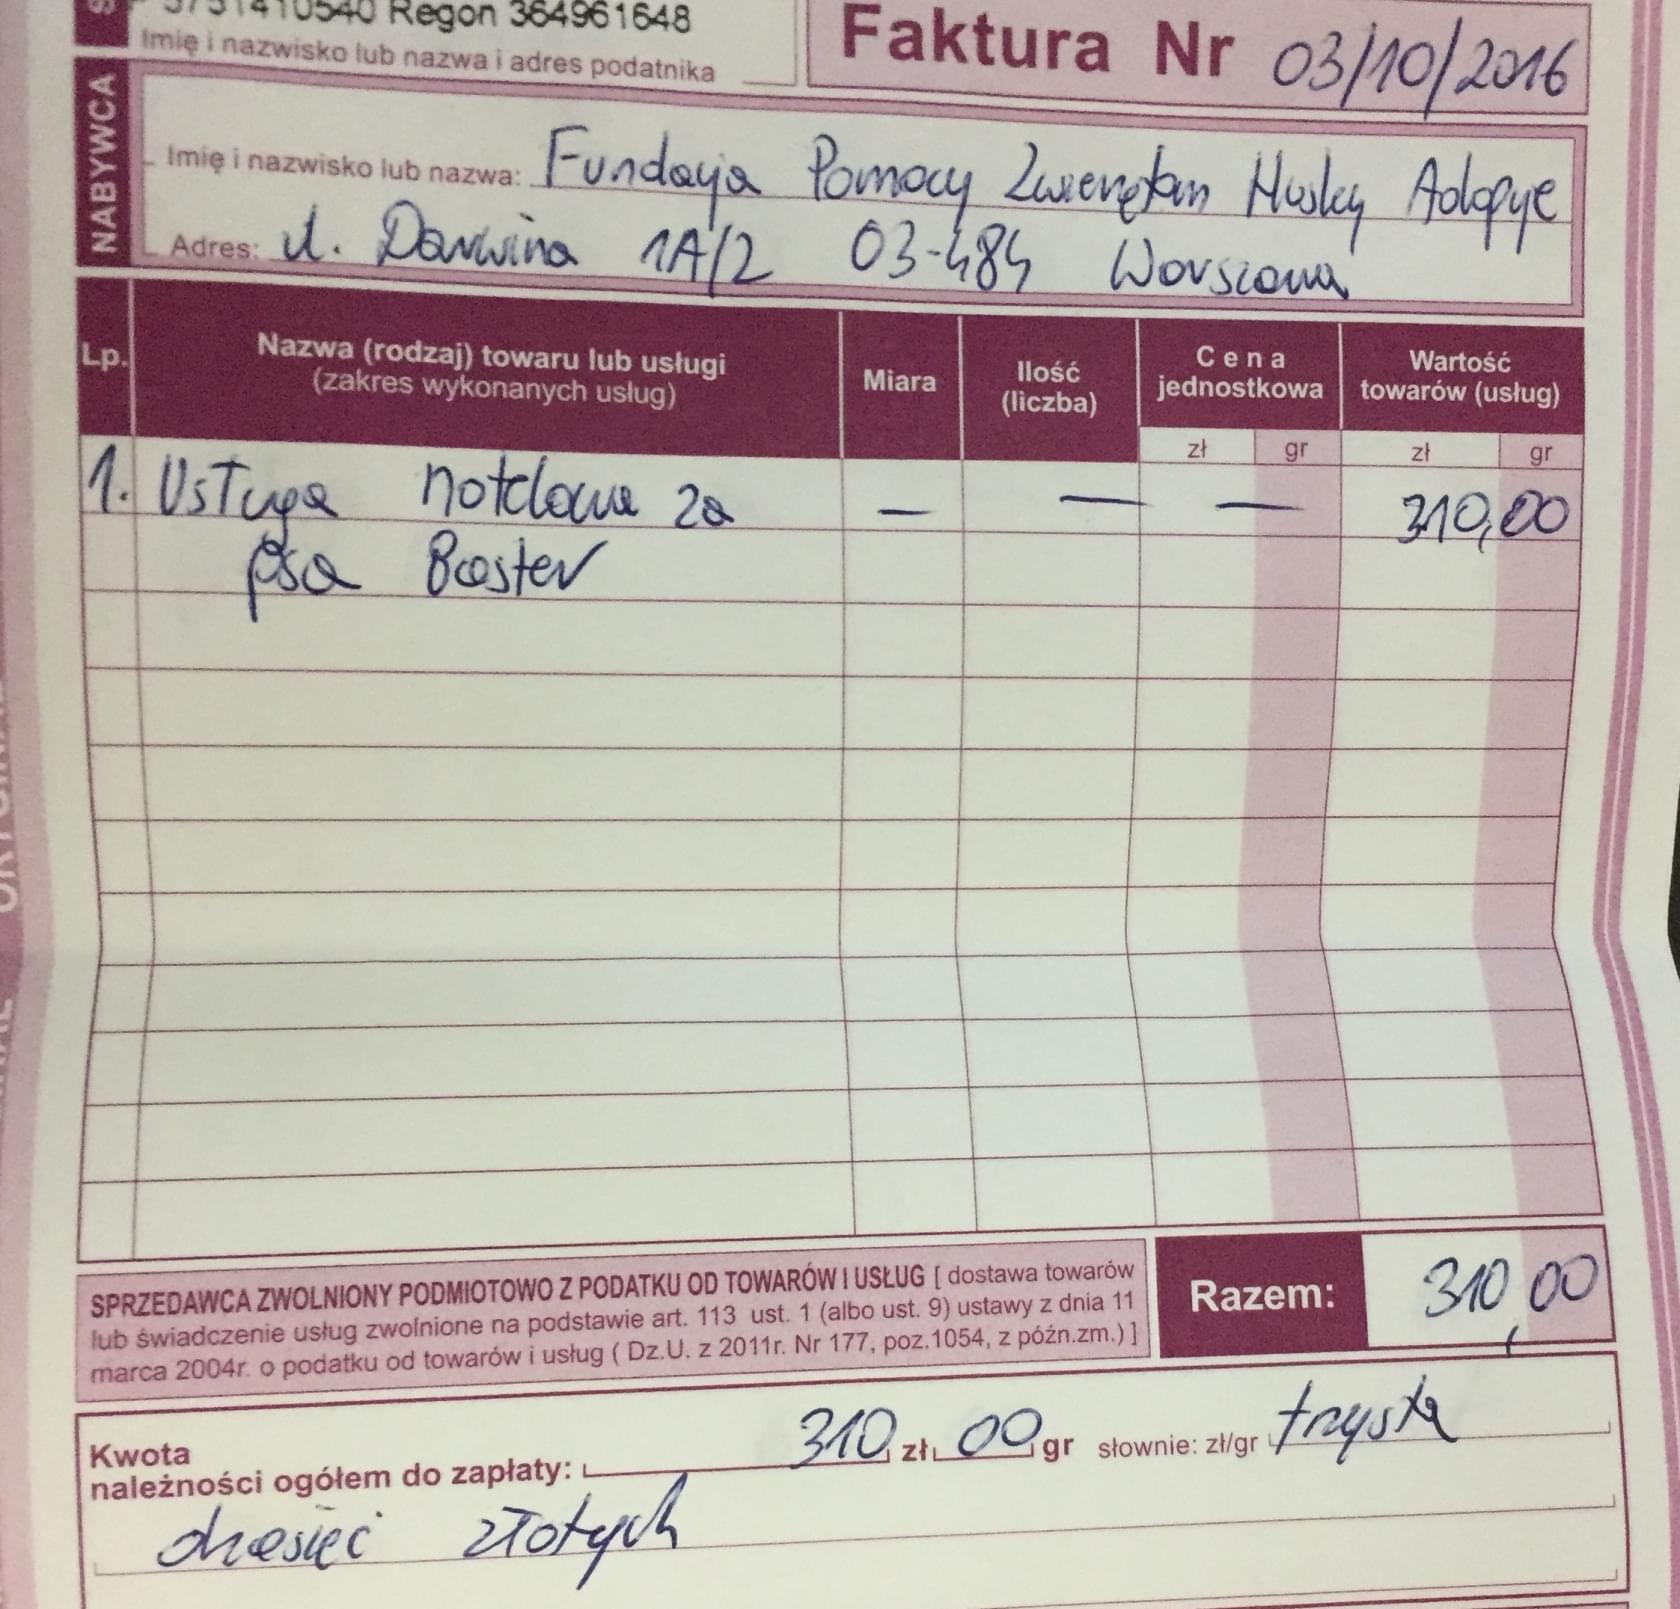 5751410540 Regon 364961648
Imię i nazwisko lub nazwa i adres podatnika
Faktura Nr 03/10/2016
NABYWCA
Imię i nazwisko lub nazwa: Fundacja Pomocy Zwierzętom Husky Adopcje
Adres: ul. Darwina 1A/2 03-484 Warszawa
Lp.
Nazwa (rodzaj) towaru lub usługi
(zakres wykonanych usług)
Miara
Ilość
(liczba)
Cena
jednostkowa
Wartość
towarów (usług)
zł gr zł gr
1. Usługa hotelowa za — — — 310,00
psa Boster
SPRZEDAWCA ZWOLNIONY PODMIOTOWO Z PODATKU OD TOWARÓW I USŁUG [ dostawa towarów
lub świadczenie usług zwolnione na podstawie art. 113 ust. 1 (albo ust. 9) ustawy z dnia 11
marca 2004r. o podatku od towarów i usług ( Dz.U. z 2011r. Nr 177, poz.1054, z późn.zm.) ]
Razem: 310,00
Kwota
należności ogółem do zapłaty: 310 zł 00 gr słownie: zł/gr trzysta
dziesięć złotych